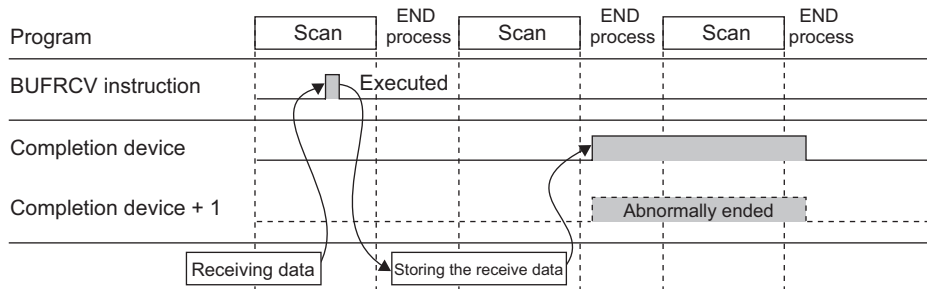 Program
Scan
END
process
Scan
END
process
Scan
END
process
BUFRCV instruction
Executed
Completion device
Completion device + 1
Abnormally ended
Receiving data
Storing the receive data